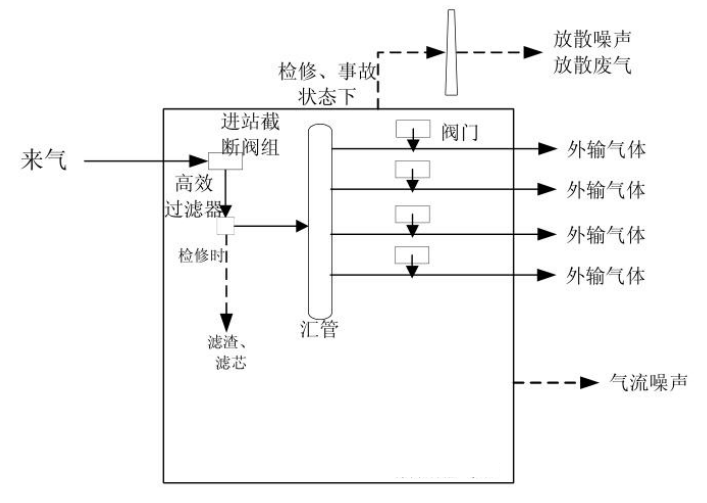 放散噪声
放散废气
检修、事故
状态下
进站截
断阀组
阀门
来气
外输气体
高效
过滤器
外输气体
外输气体
检修时
外输气体
汇管
滤渣、
滤芯
气流噪声